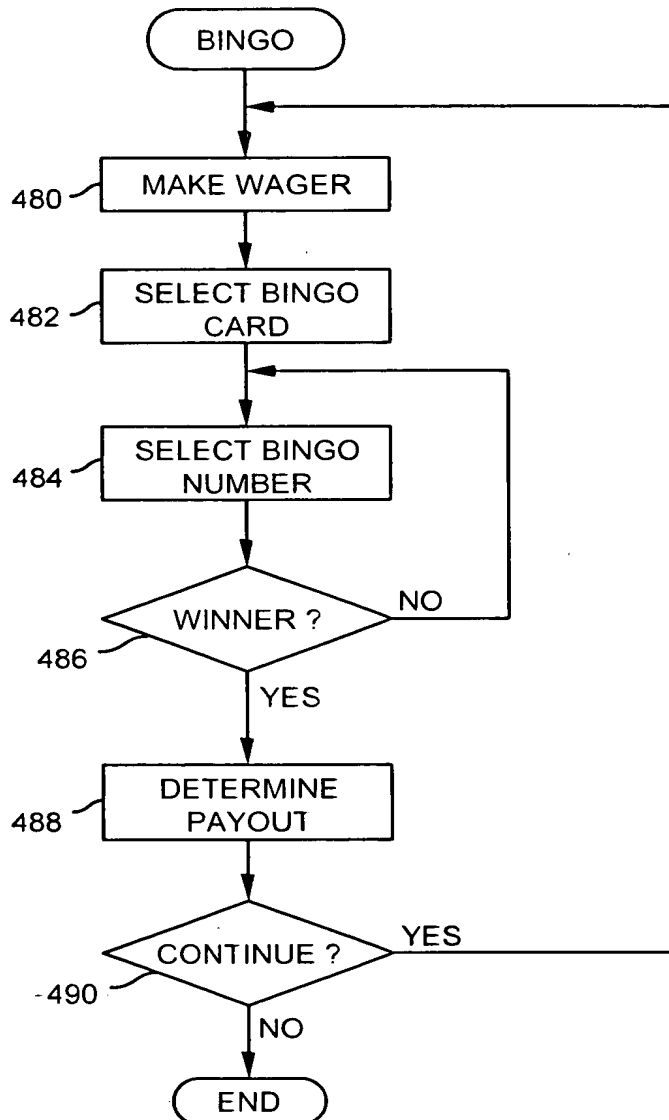 BINGO
480
MAKE WAGER
482
SELECT BINGO
CARD
484
SELECT BINGO
NUMBER
486
WINNER ?
NO
YES
488
DETERMINE
PAYOUT
490
CONTINUE ?
YES
NO
END